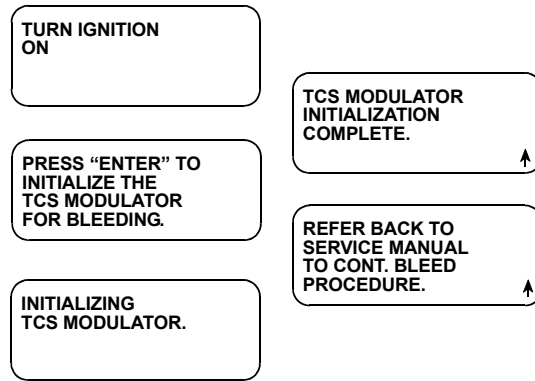 TURN IGNITION
ON
PRESS “ENTER” TO
INITIALIZE THE
TCS MODULATOR
FOR BLEEDING.
INITIALIZING
TCS MODULATOR.
TCS MODULATOR
INITIALIZATION
COMPLETE.
REFER BACK TO
SERVICE MANUAL
TO CONT. BLEED
PROCEDURE.